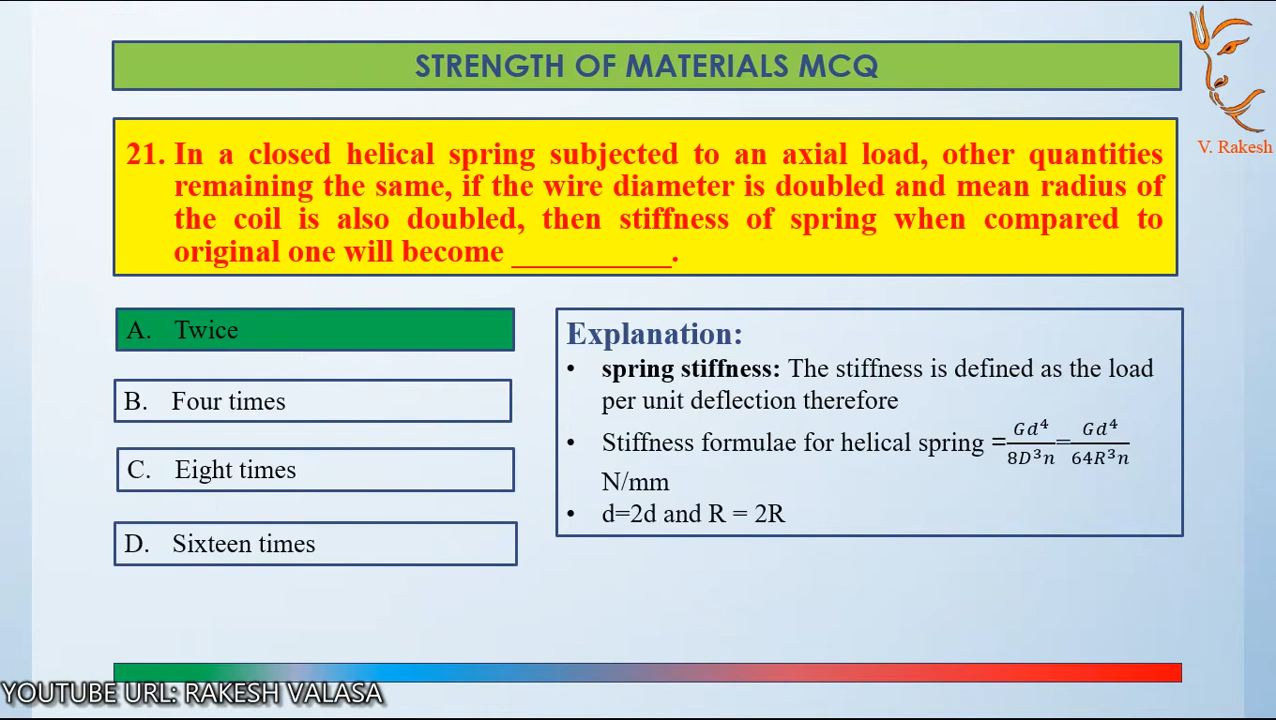 STRENGTH OF MATERIALS MCQ
V. Rakesh
21. In a closed helical spring subjected to an axial load, other quantities
remaining the same, if the wire diameter is doubled and mean radius of
the coil is also doubled, then stiffness of spring when compared to
original one will become ___________.
A. Twice
B. Four times
C. Eight times
D. Sixteen times
Explanation:
• spring stiffness: The stiffness is defined as the load
per unit deflection therefore
• Stiffness formulae for helical spring =Gd⁴/8D³n=Gd⁴/64R³n
N/mm
• d=2d and R = 2R
YOUTUBE URL: RAKESH VALASA